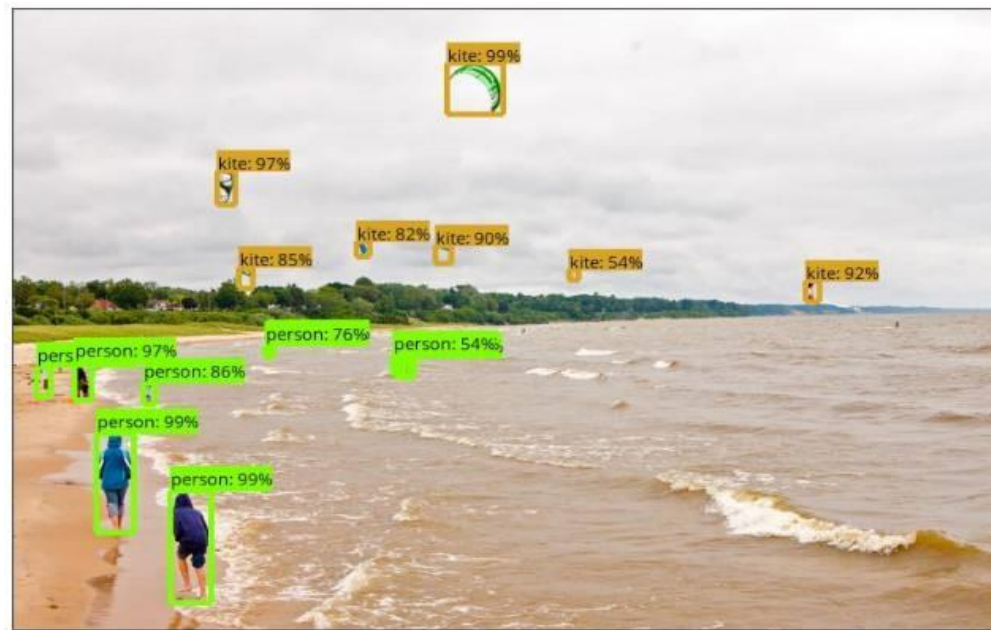 kite: 99%
kite: 97%
kite: 82%
kite: 90%
kite: 85%
kite: 54%
kite: 92%
person: 76%
person: 54%
person: 97%
person: 86%
person: 99%
person: 99%